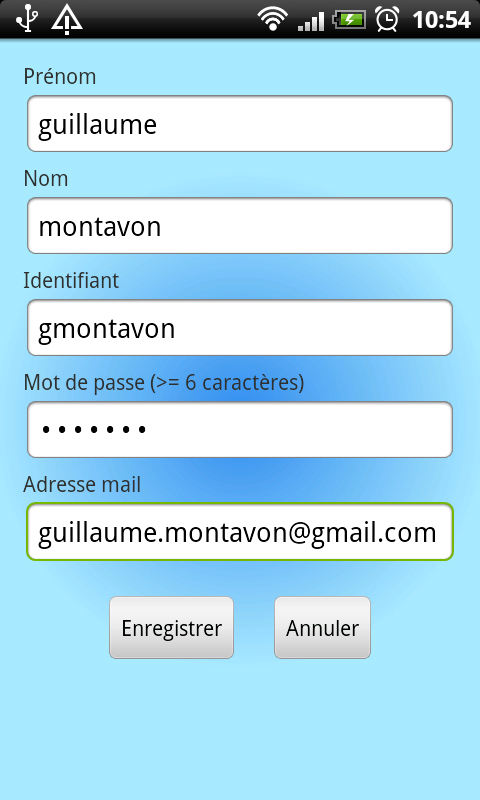 10:54
Prénom
guillaume
Nom
montavon
Identifiant
gmontavon
Mot de passe (>= 6 caractères)
•••••••
Adresse mail
guillaume.montavon@gmail.com
Enregistrer Annuler